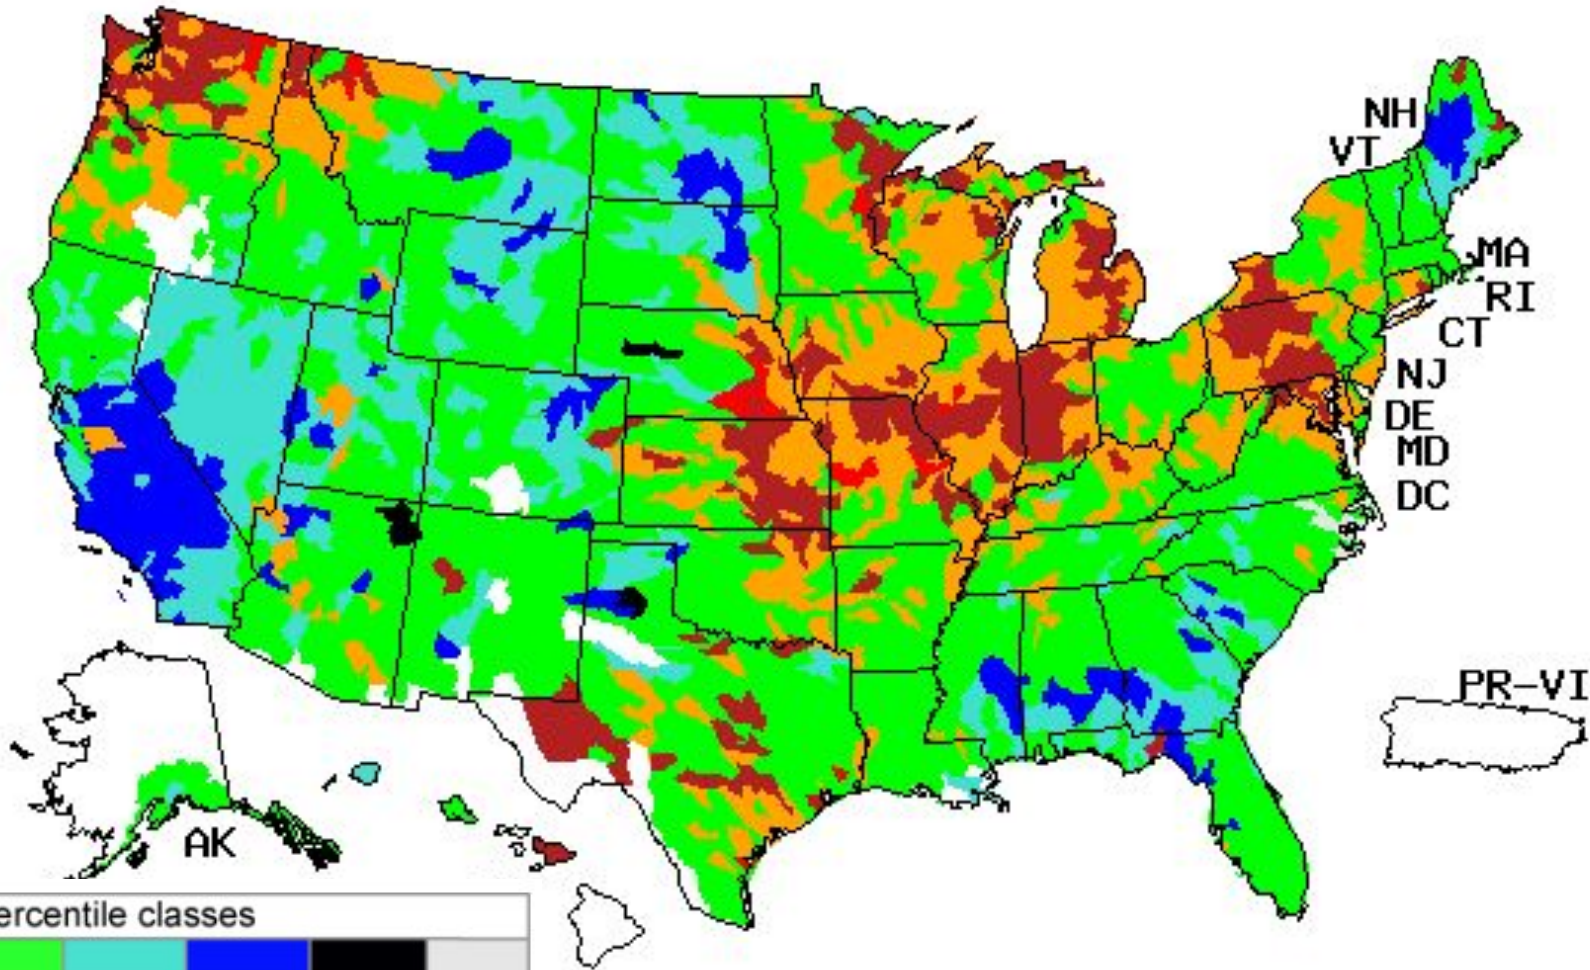 NH
VT
MA
RI
CT
NJ
DE
MD
DC
PR-VI
AK
ercentile classes